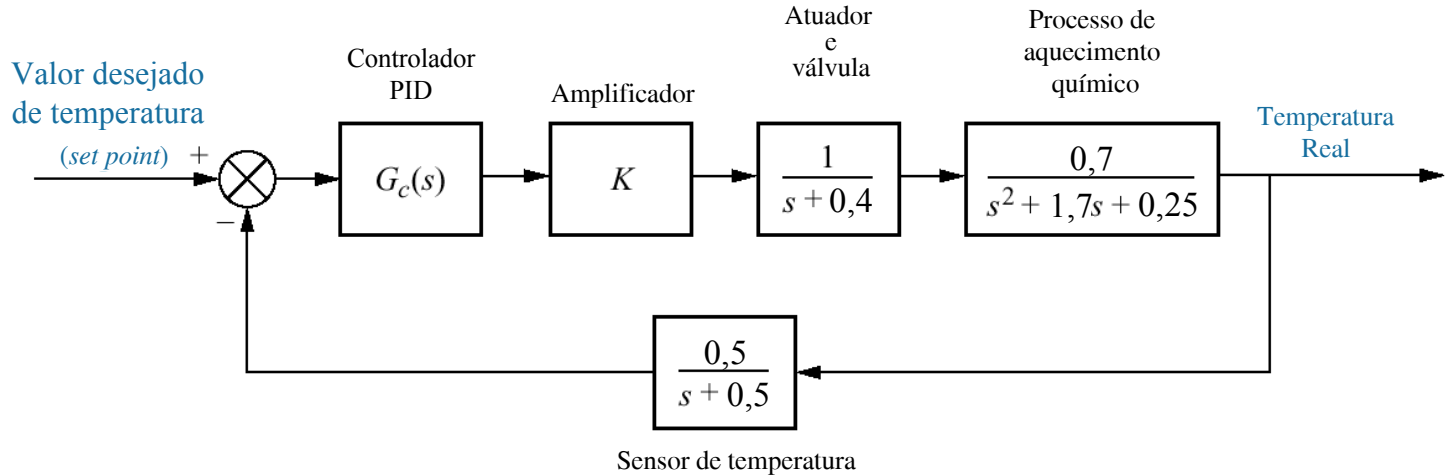 Valor desejado
de temperatura
(set point)
+
−
Controlador
PID
G_c(s)
Amplificador
K
Atuador
e
válvula
1
s + 0,4
Processo de
aquecimento
químico
0,7
s² + 1,7s + 0,25
Temperatura
Real
0,5
s + 0,5
Sensor de temperatura